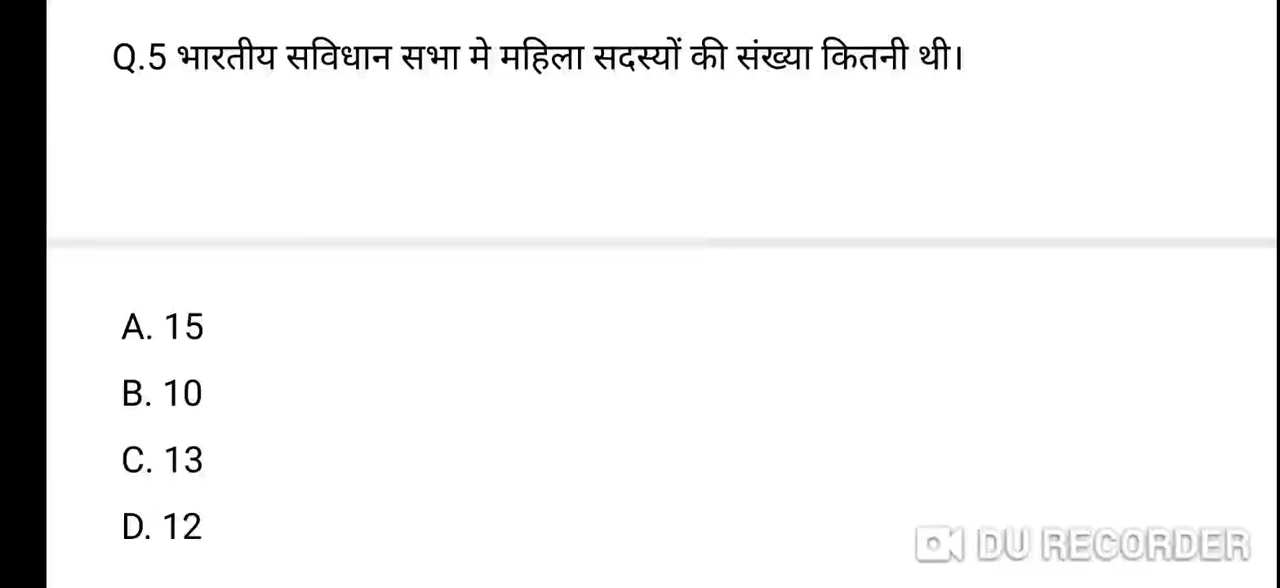 Q.5 भारतीय सविधान सभा मे महिला सदस्यों की संख्या कितनी थी।
A. 15
B. 10
C. 13
D. 12
DU RECORDER